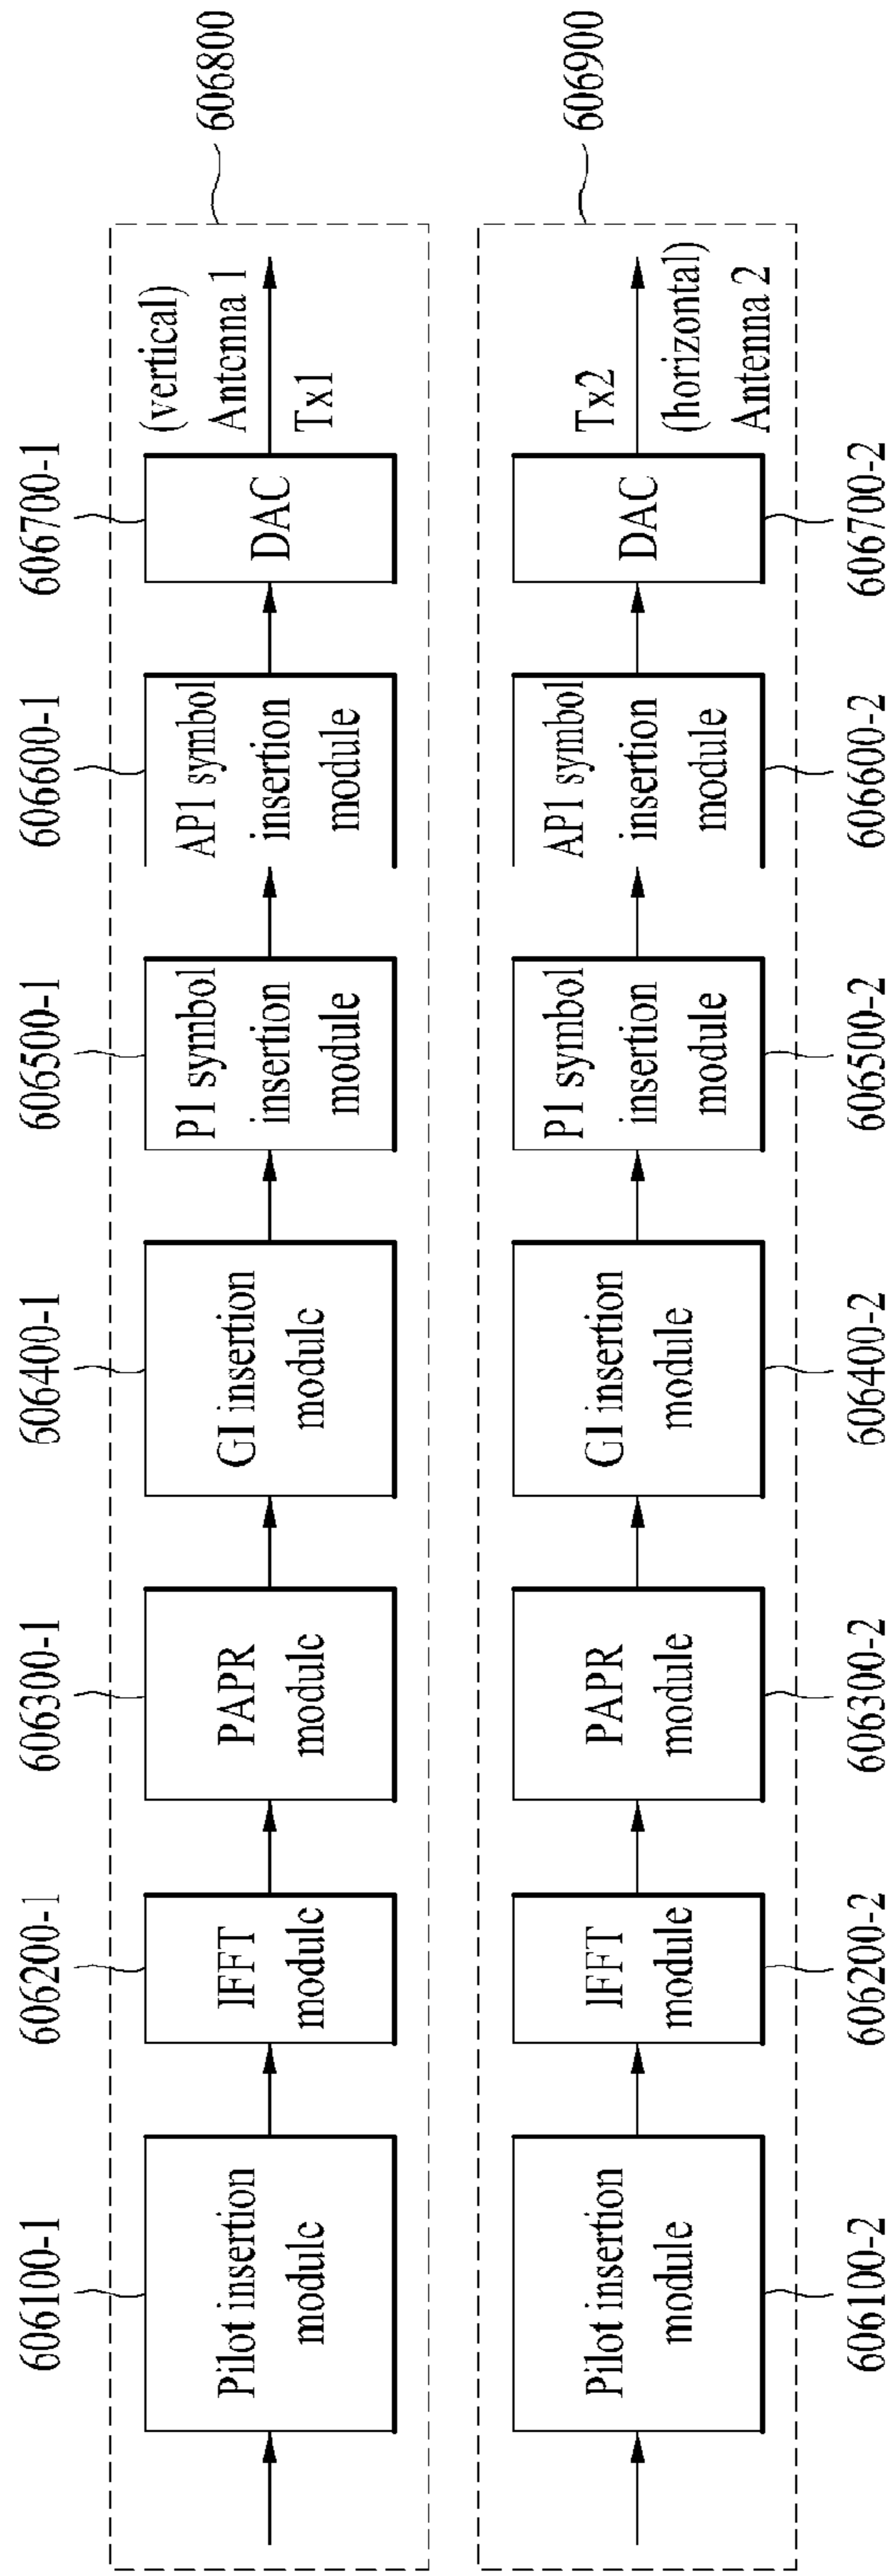 606100-1
606200-1
606300-1
606400-1
606500-1
606600-1
606700-1
606800
Pilot insertion
module
IFFT
module
PAPR
module
GI insertion
module
P1 symbol
insertion
module
AP1 symbol
insertion
module
DAC
(vertical)
Antenna 1
Tx1
606900
Pilot insertion
module
IFFT
module
PAPR
module
GI insertion
module
P1 symbol
insertion
module
AP1 symbol
insertion
module
DAC
Tx2
(horizontal)
Antenna 2
606100-2
606200-2
606300-2
606400-2
606500-2
606600-2
606700-2